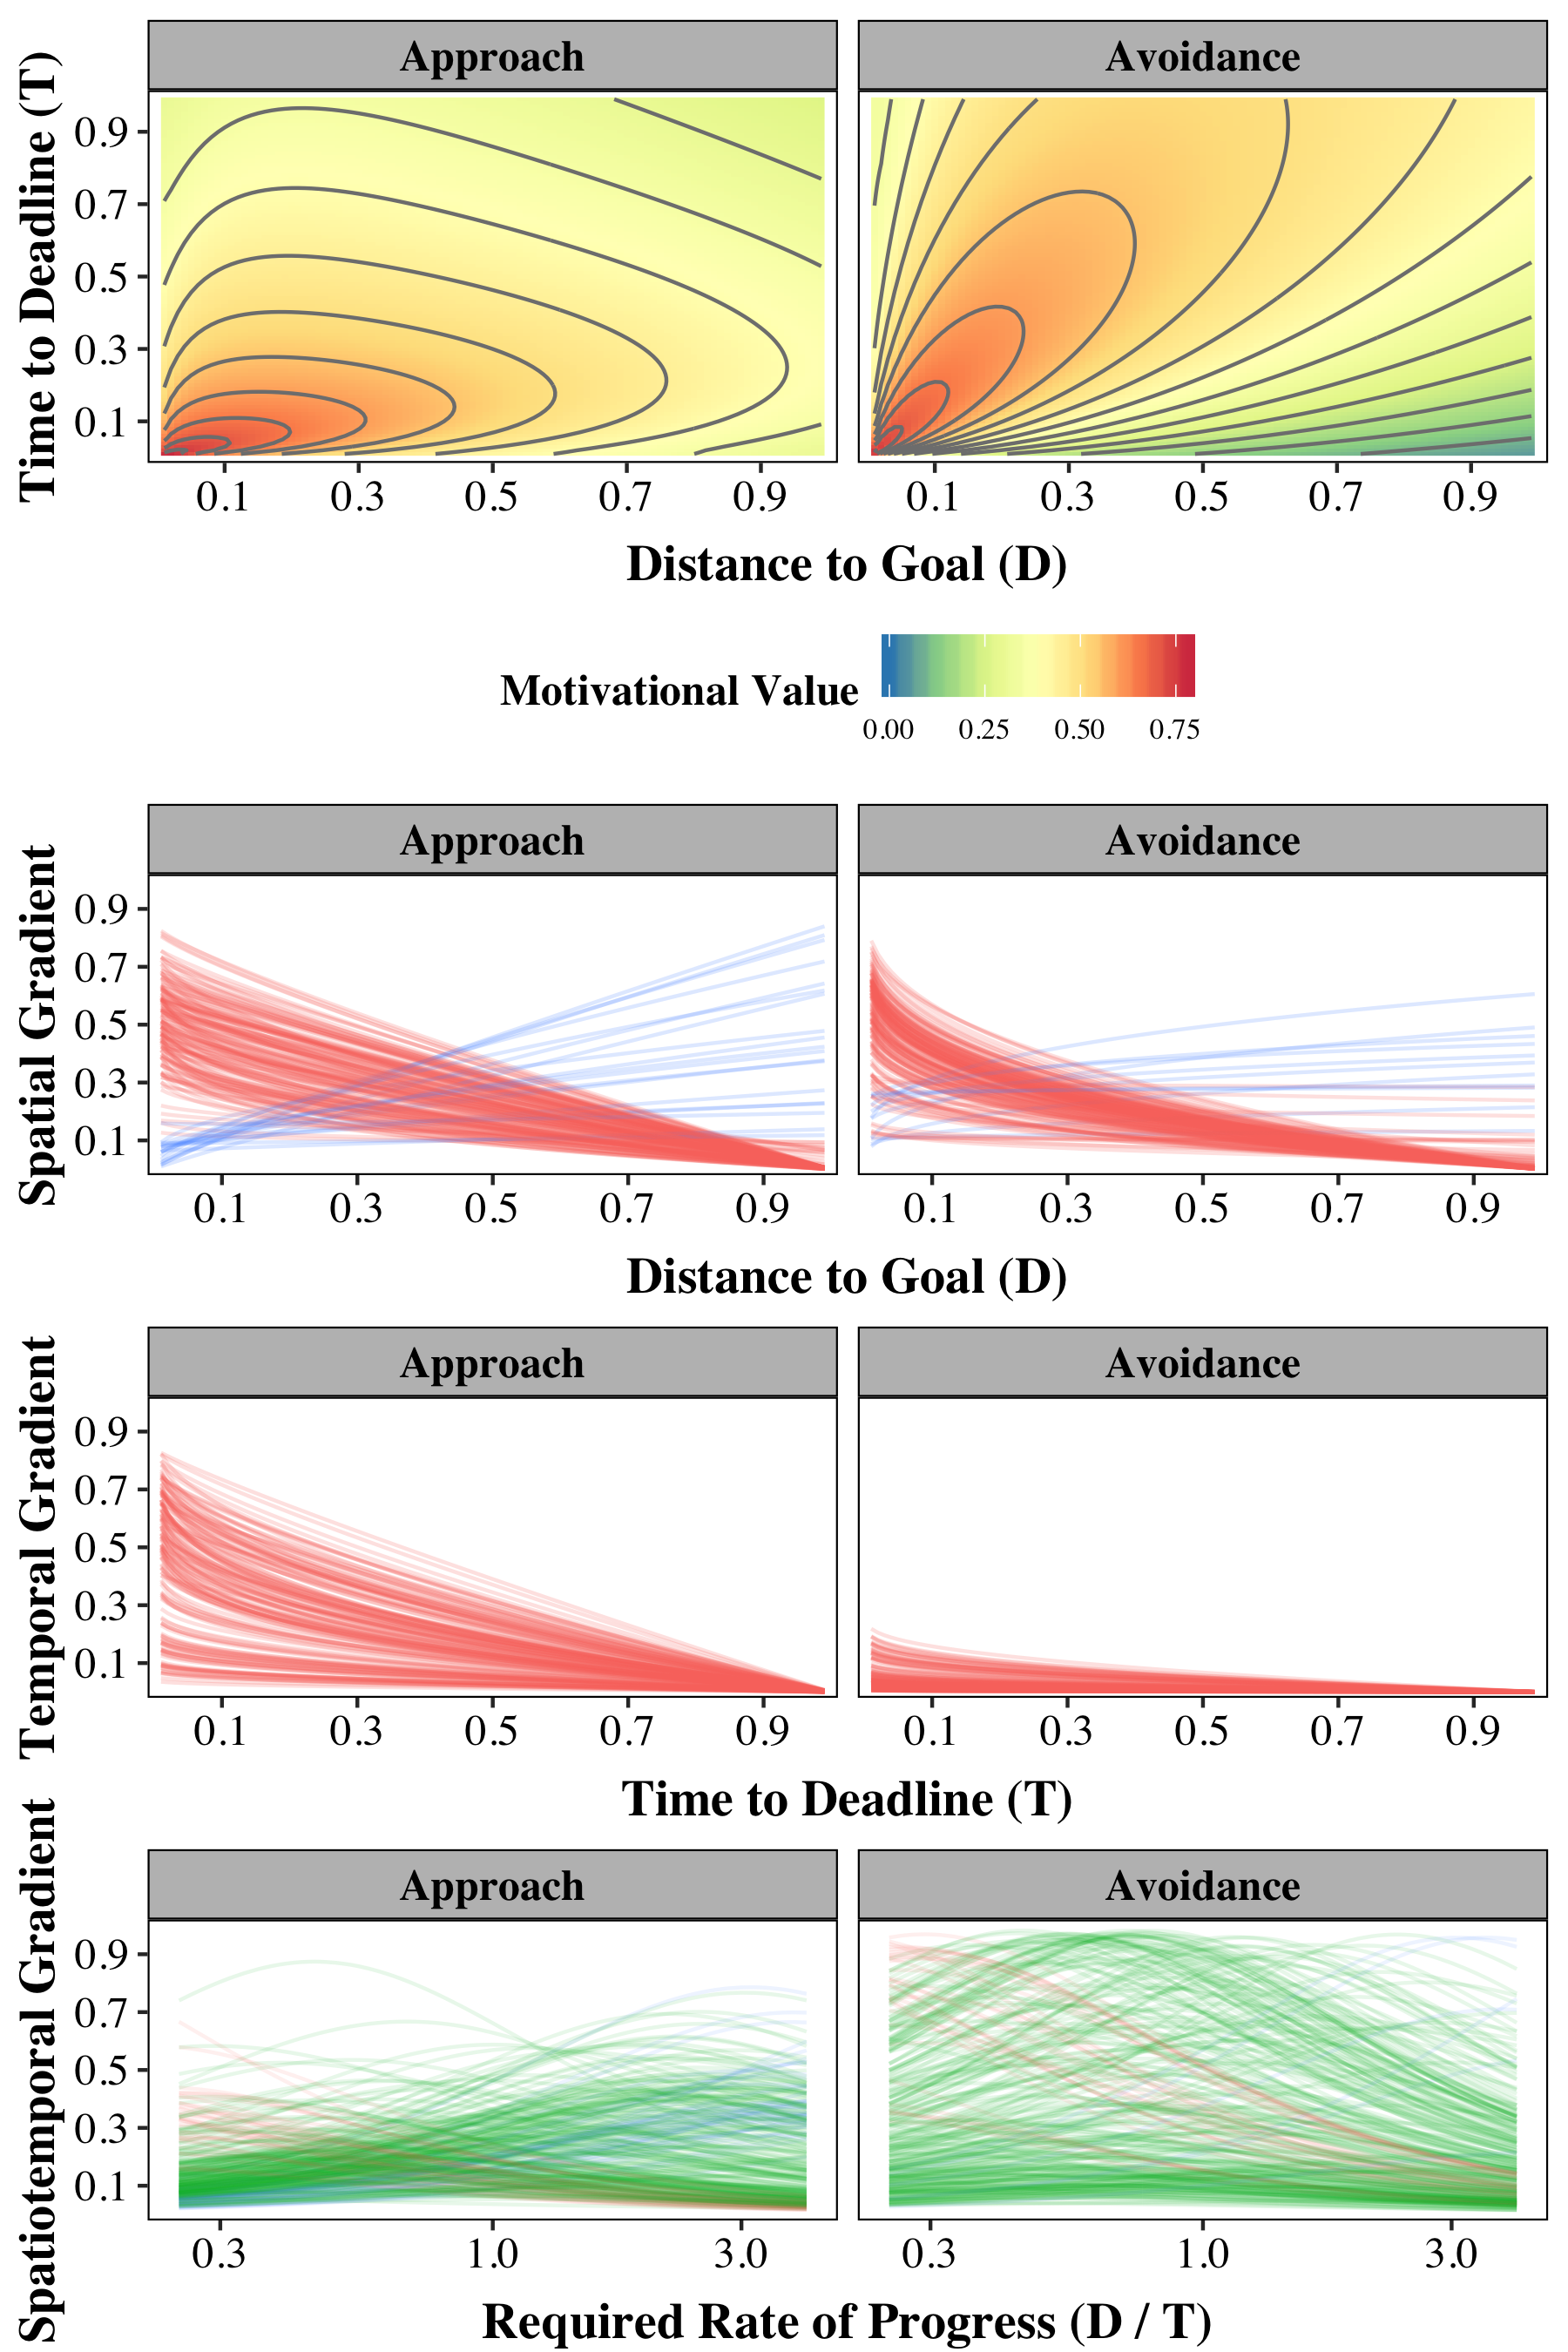 Approach Avoidance
Time to Deadline (T)
0.9
0.7
0.5
0.3
0.1
0.1 0.3 0.5 0.7 0.9 0.1 0.3 0.5 0.7 0.9
Distance to Goal (D)
Motivational Value
0.00 0.25 0.50 0.75
Approach Avoidance
Spatial Gradient
0.9
0.7
0.5
0.3
0.1
0.1 0.3 0.5 0.7 0.9 0.1 0.3 0.5 0.7 0.9
Distance to Goal (D)
Approach Avoidance
Temporal Gradient
0.9
0.7
0.5
0.3
0.1
0.1 0.3 0.5 0.7 0.9 0.1 0.3 0.5 0.7 0.9
Time to Deadline (T)
Approach Avoidance
Spatiotemporal Gradient
0.9
0.7
0.5
0.3
0.1
0.3 1.0 3.0 0.3 1.0 3.0
Required Rate of Progress (D / T)